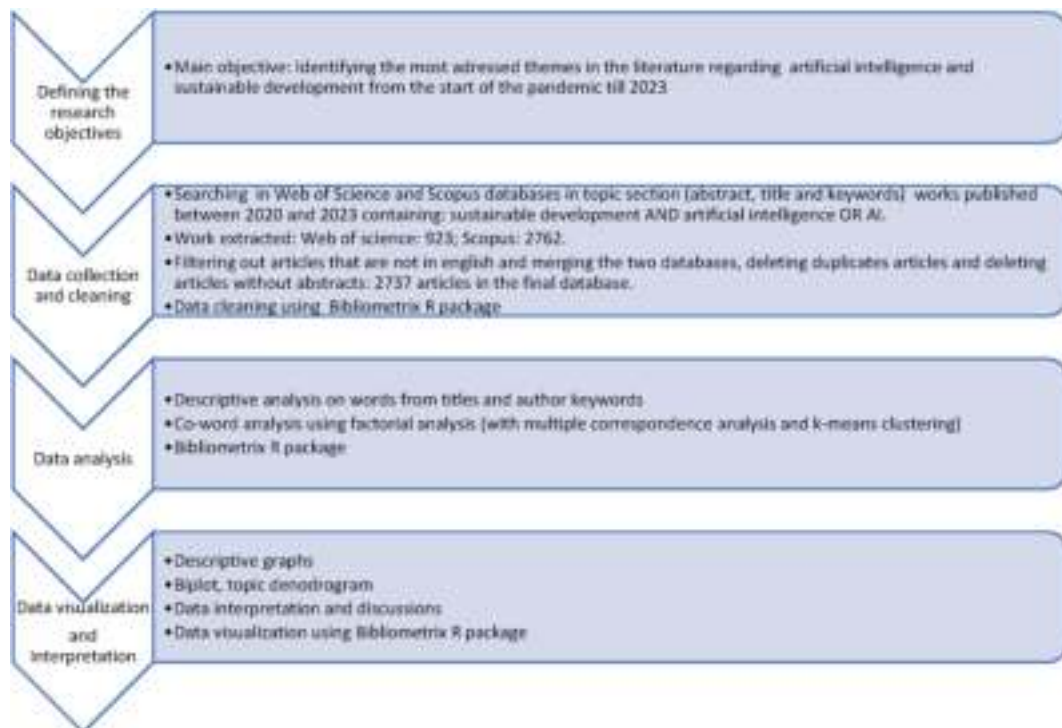 Defining the
research
objectives
•Main objective: Identifying the most adressed themes in the literature regarding artificial intelligence and
sustainable development from the start of the pandemic till 2023
Data collection
and cleaning
•Searching in Web of Science and Scopus databases in topic section (abstract, title and keywords) works published
between 2020 and 2023 containing: sustainable development AND artificial intelligence OR AI.
•Work extracted: Web of science: 923; Scopus: 2762.
•Filtering out articles that are not in english and merging the two databases, deleting duplicates articles and deleting
articles without abstracts: 2737 articles in the final database.
•Data cleaning using Bibliometrix R package
Data analysis
•Descriptive analysis on words from titles and author keywords
•Co-word analysis using factorial analysis (with multiple correspondence analysis and k-means clustering)
•Bibliometrix R package
Data visualization
and
Interpretation
•Descriptive graphs
•Biplot, topic denodrogram
•Data interpretation and discussions
•Data visualization using Bibliometrix R package